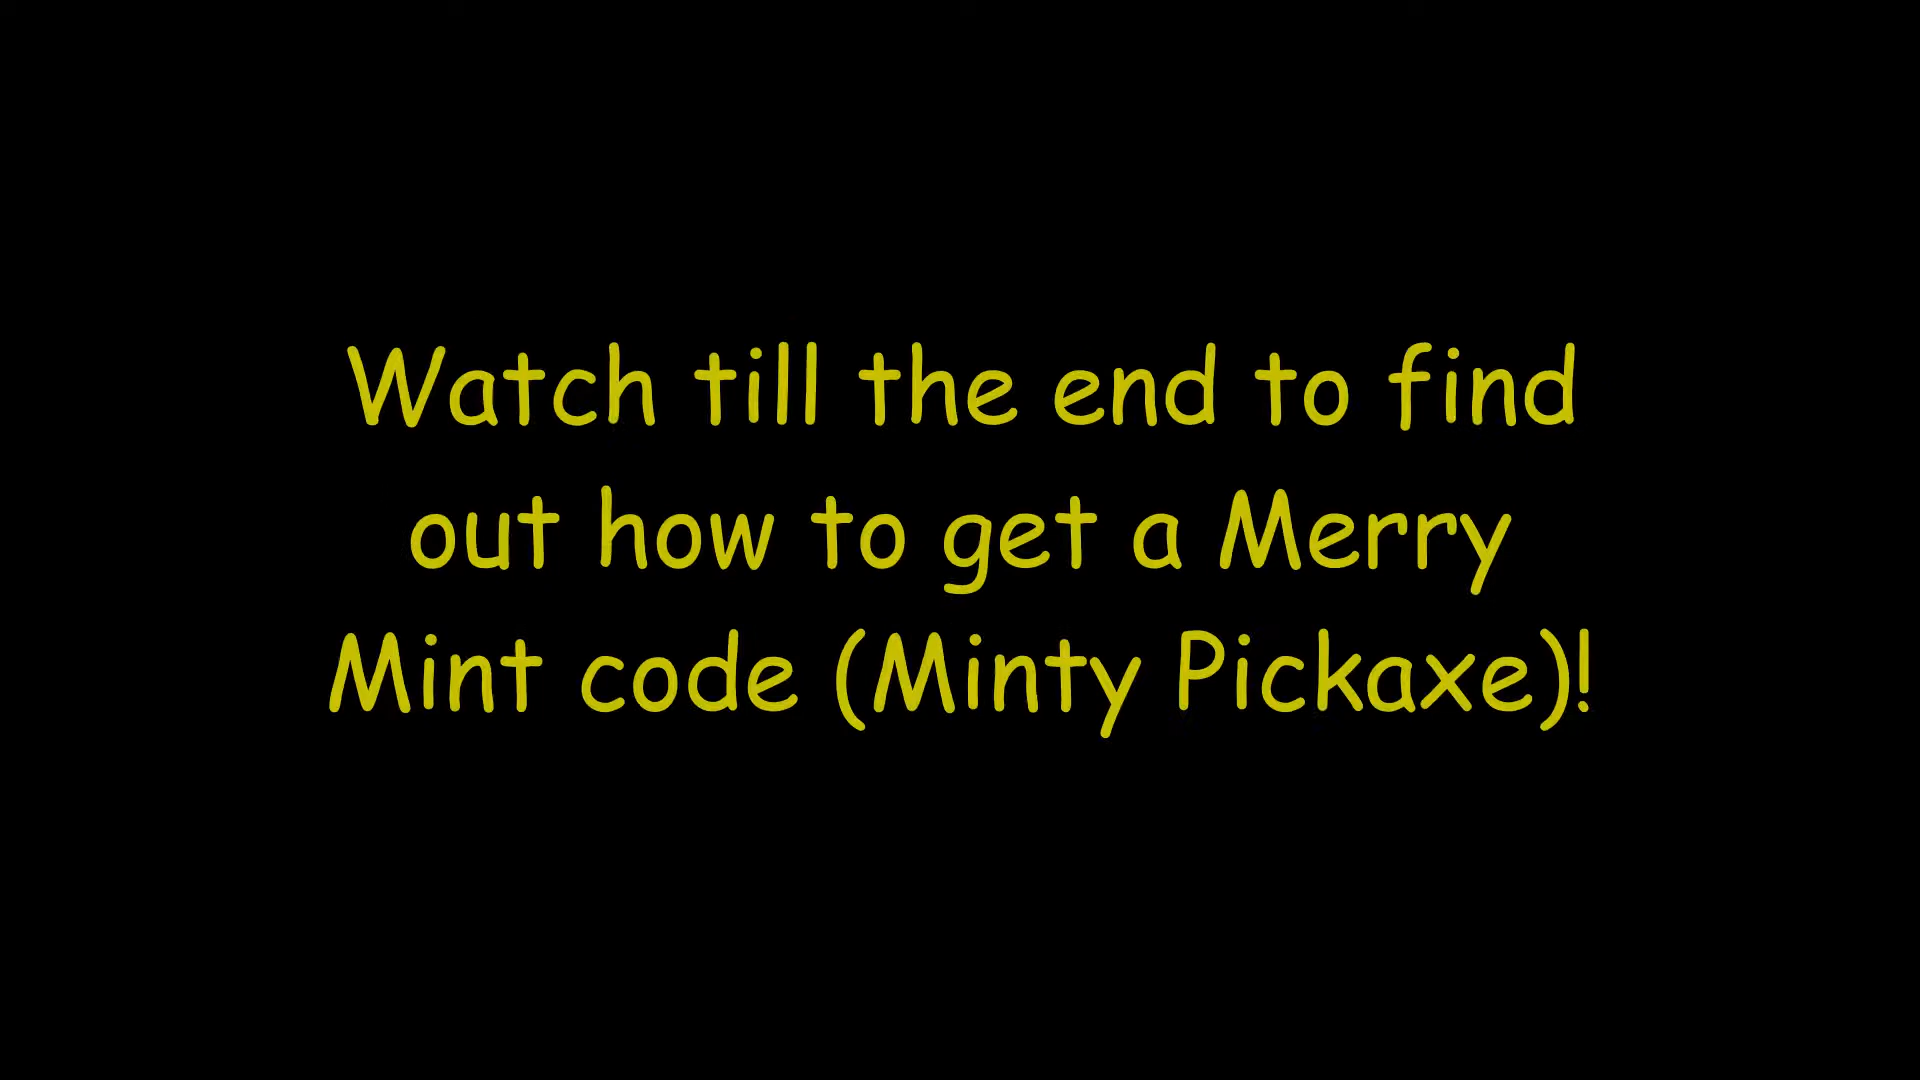 Watch till the end to find
out how to get a Merry
Mint code (Minty Pickaxe)!